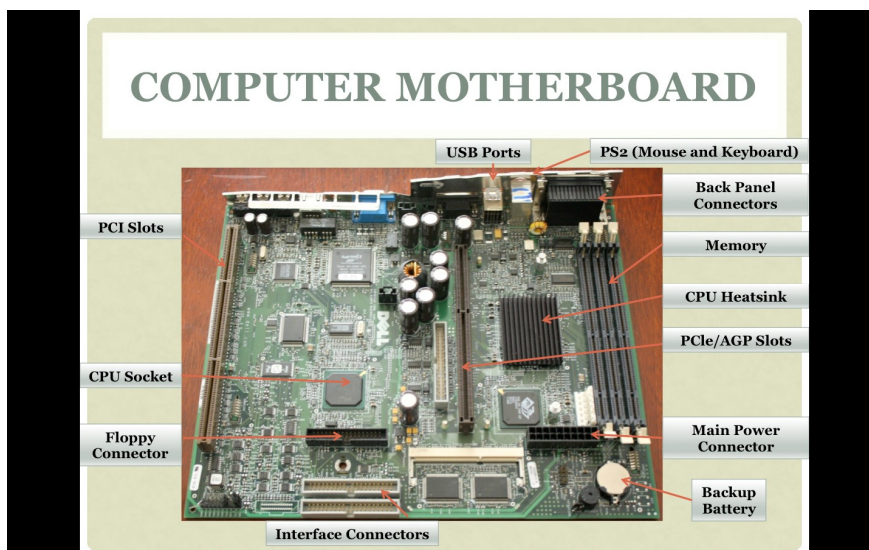 COMPUTER MOTHERBOARD
USB Ports
PS2 (Mouse and Keyboard)
Back Panel
Connectors
PCI Slots
Memory
CPU Heatsink
PCle/AGP Slots
CPU Socket
Floppy
Connector
Main Power
Connector
Backup
Battery
Interface Connectors
DELL